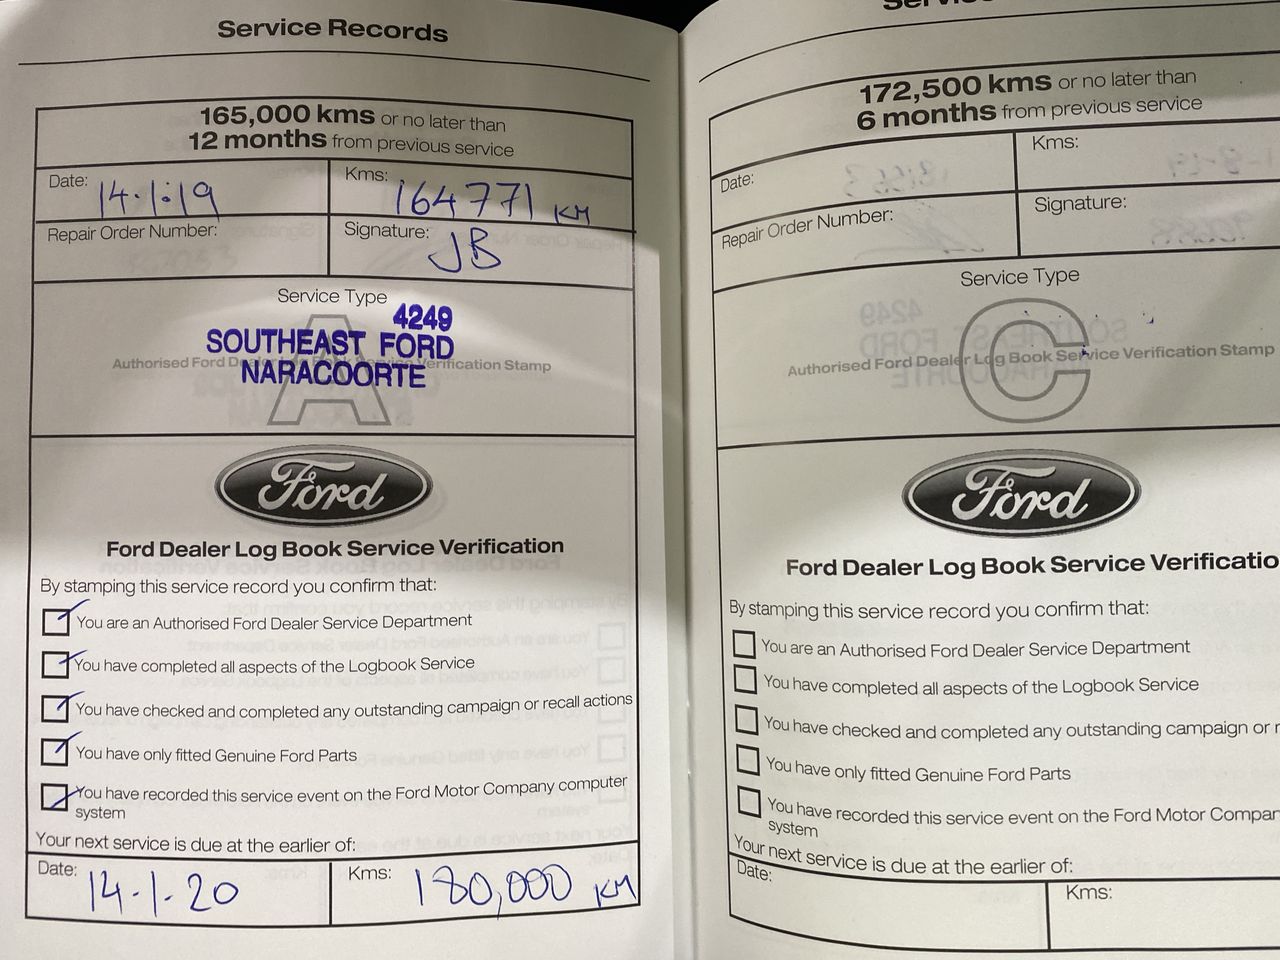 Service Records
165,000 kms or no later than
12 months from previous service
Date: 14.1.19
Kms: 164771 KM
Repair Order Number:
Signature: JB
Service Type
A
4249
SOUTHEAST FORD
NARACOORTE
Authorised Ford Dealer Log Book Service Verification Stamp
Ford
Ford Dealer Log Book Service Verification
By stamping this service record you confirm that:
You are an Authorised Ford Dealer Service Department
You have completed all aspects of the Logbook Service
You have checked and completed any outstanding campaign or recall actions
You have only fitted Genuine Ford Parts
You have recorded this service event on the Ford Motor Company computer
system
Your next service is due at the earlier of:
Date: 14.1.20
Kms: 180,000 KM
172,500 kms or no later than
6 months from previous service
Date:
Kms:
Repair Order Number:
Signature:
Service Type
C
Authorised Ford Dealer Log Book Service Verification Stamp
Ford
Ford Dealer Log Book Service Verificatio
By stamping this service record you confirm that:
You are an Authorised Ford Dealer Service Department
You have completed all aspects of the Logbook Service
You have checked and completed any outstanding campaign or r
You have only fitted Genuine Ford Parts
You have recorded this service event on the Ford Motor Compan
system
Your next service is due at the earlier of:
Date:
Kms: